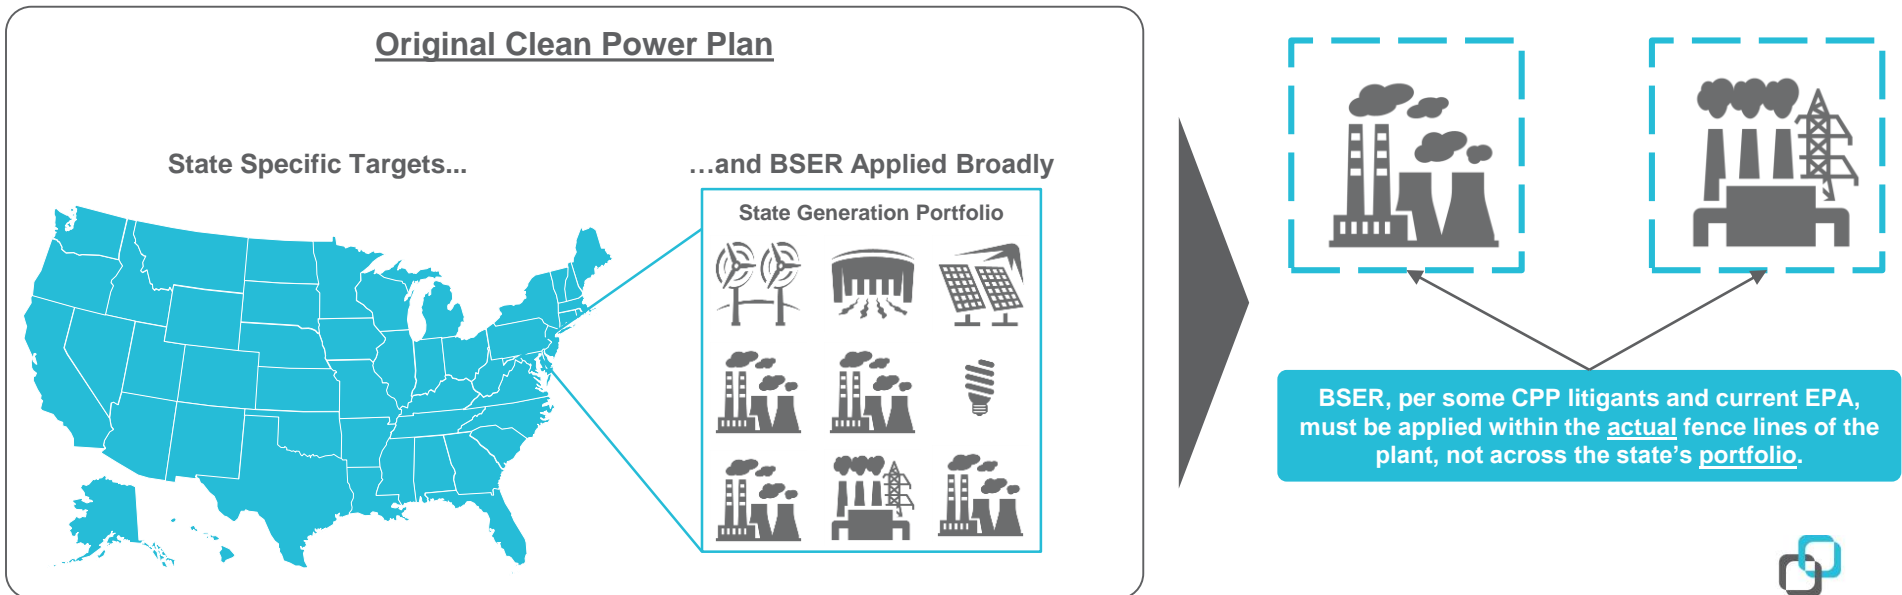 Original Clean Power Plan
State Specific Targets...
…and BSER Applied Broadly
State Generation Portfolio
BSER, per some CPP litigants and current EPA,
must be applied within the actual fence lines of the
plant, not across the state’s portfolio.